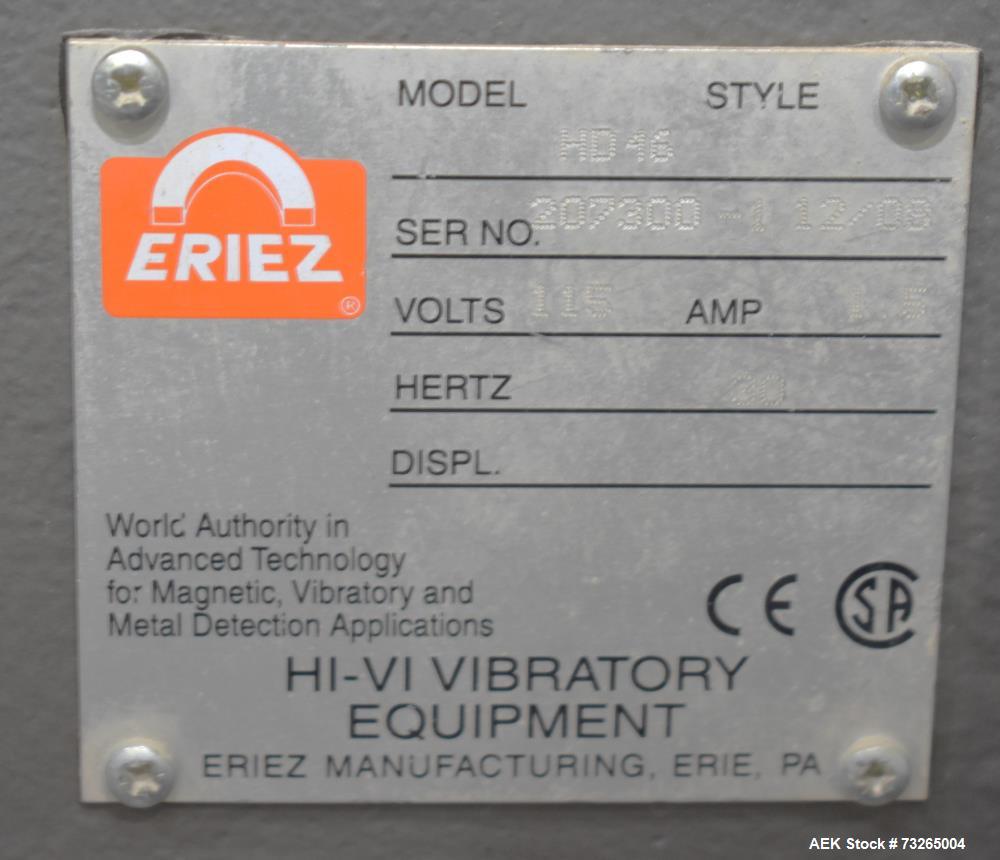 MODEL STYLE
HD46
ERIEZ
®
SER NO. 207300 -1 12/08
VOLTS 115 AMP 1.5
HERTZ
DISPL.
World Authority in
Advanced Technology
for Magnetic, Vibratory and
Metal Detection Applications
CE SA
HI-VI VIBRATORY
EQUIPMENT
ERIEZ MANUFACTURING, ERIE, PA
AEK Stock # 73265004